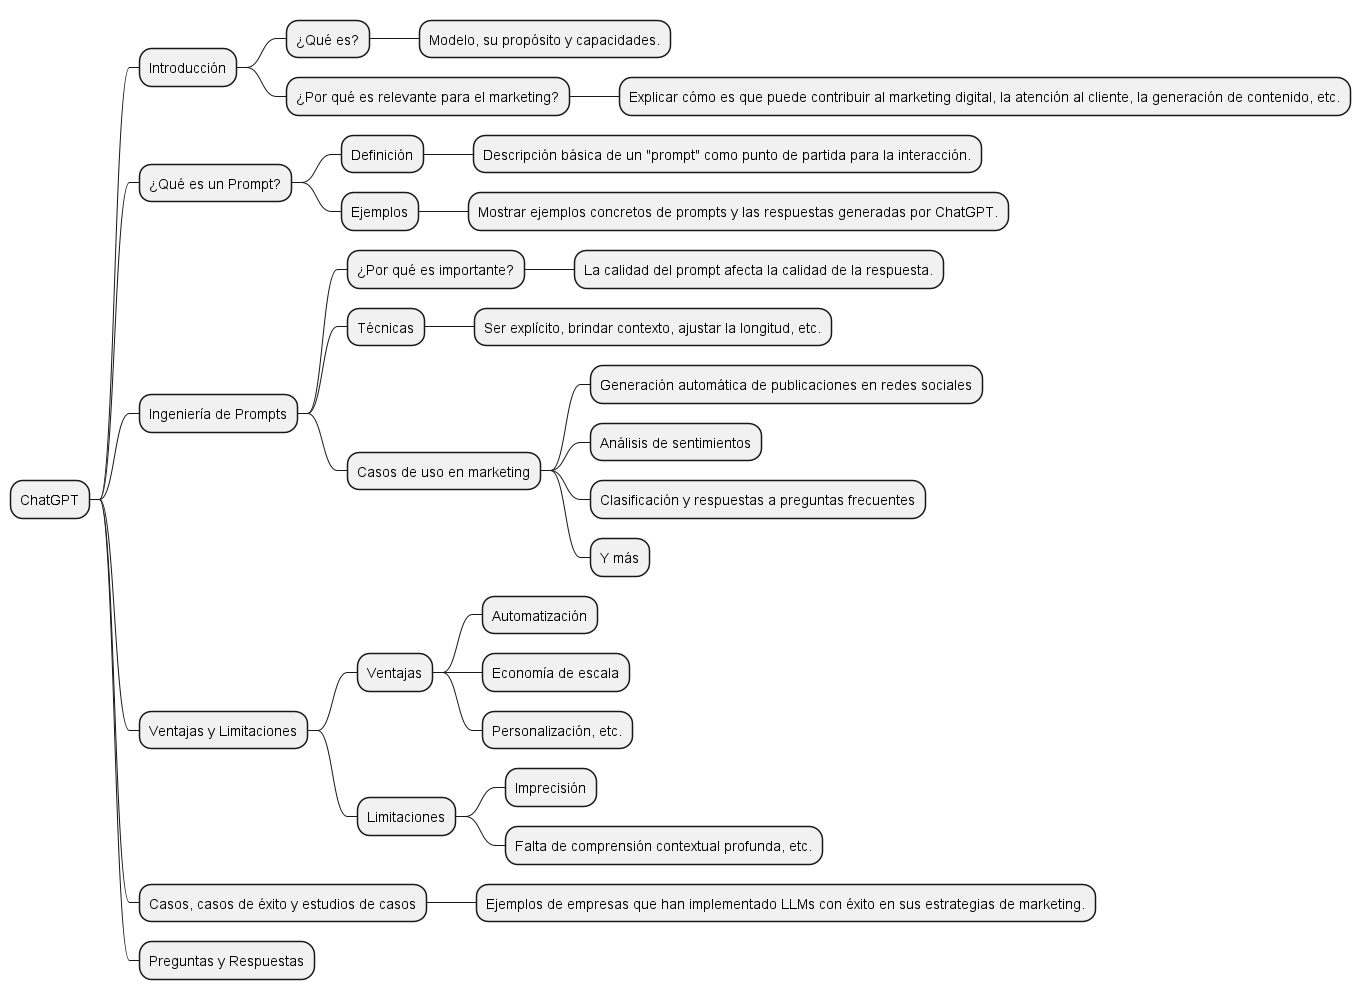 ChatGPT
Introducción
¿Qué es?
Modelo, su propósito y capacidades.
¿Por qué es relevante para el marketing?
Explicar cómo es que puede contribuir al marketing digital, la atención al cliente, la generación de contenido, etc.
¿Qué es un Prompt?
Definición
Descripción básica de un "prompt" como punto de partida para la interacción.
Ejemplos
Mostrar ejemplos concretos de prompts y las respuestas generadas por ChatGPT.
Ingeniería de Prompts
¿Por qué es importante?
La calidad del prompt afecta la calidad de la respuesta.
Técnicas
Ser explícito, brindar contexto, ajustar la longitud, etc.
Casos de uso en marketing
Generación automática de publicaciones en redes sociales
Análisis de sentimientos
Clasificación y respuestas a preguntas frecuentes
Y más
Ventajas y Limitaciones
Ventajas
Automatización
Economía de escala
Personalización, etc.
Limitaciones
Imprecisión
Falta de comprensión contextual profunda, etc.
Casos, casos de éxito y estudios de casos
Ejemplos de empresas que han implementado LLMs con éxito en sus estrategias de marketing.
Preguntas y Respuestas